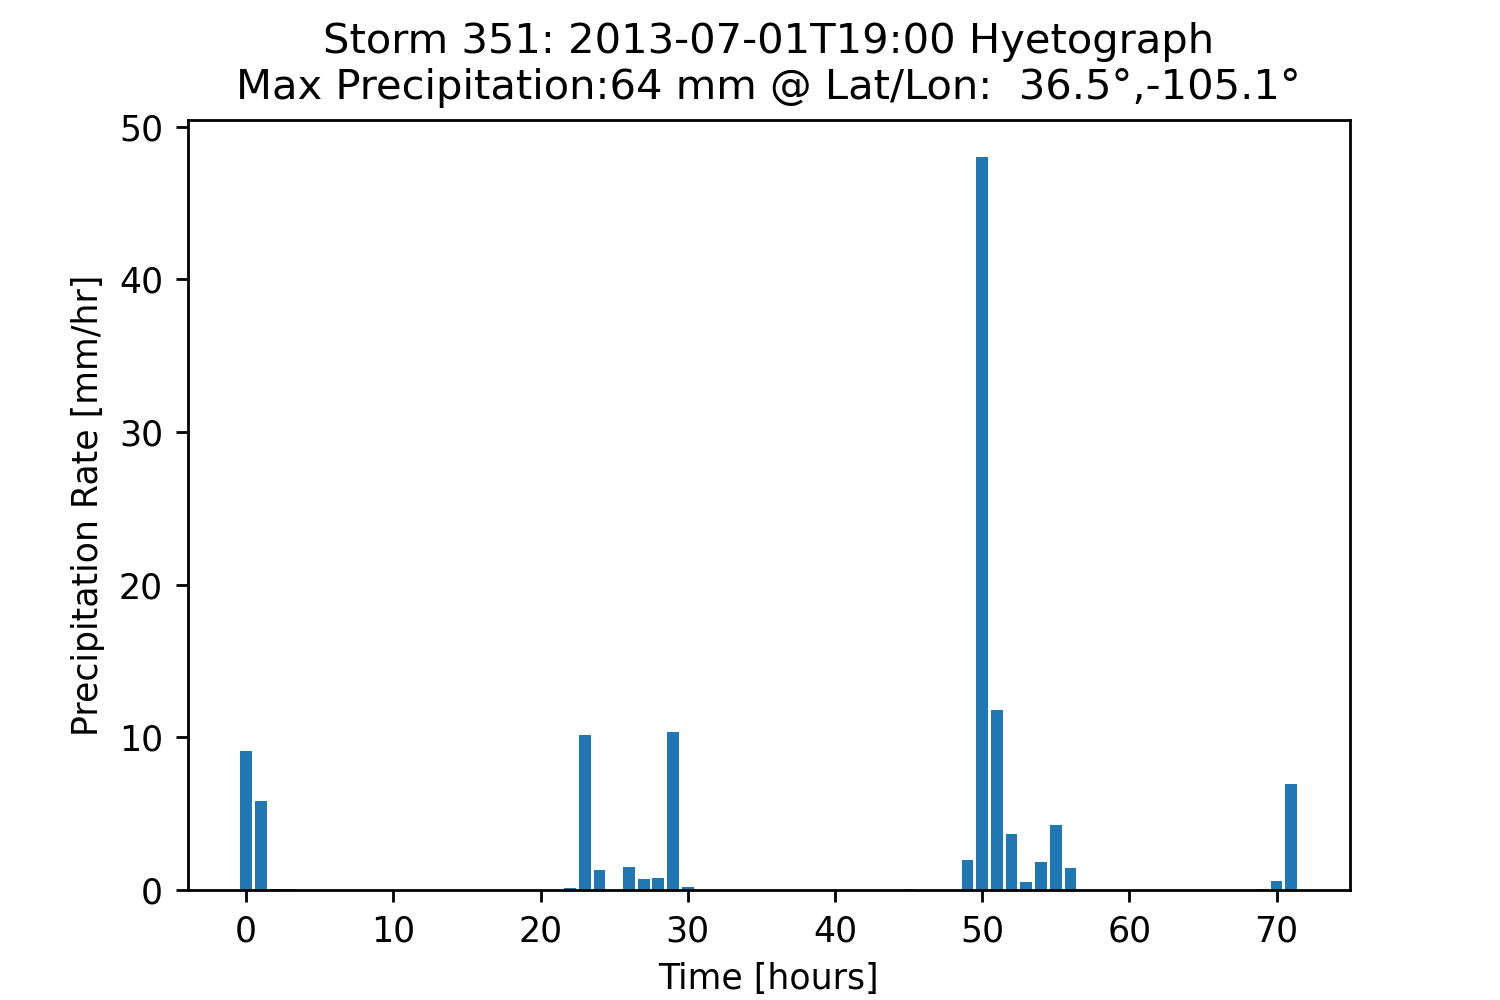 Storm 351: 2013-07-01T19:00 Hyetograph
Max Precipitation:64 mm @ Lat/Lon:  36.5°,-105.1°
50
40
30
20
10
0
Precipitation Rate [mm/hr]
0 10 20 30 40 50 60 70
Time [hours]